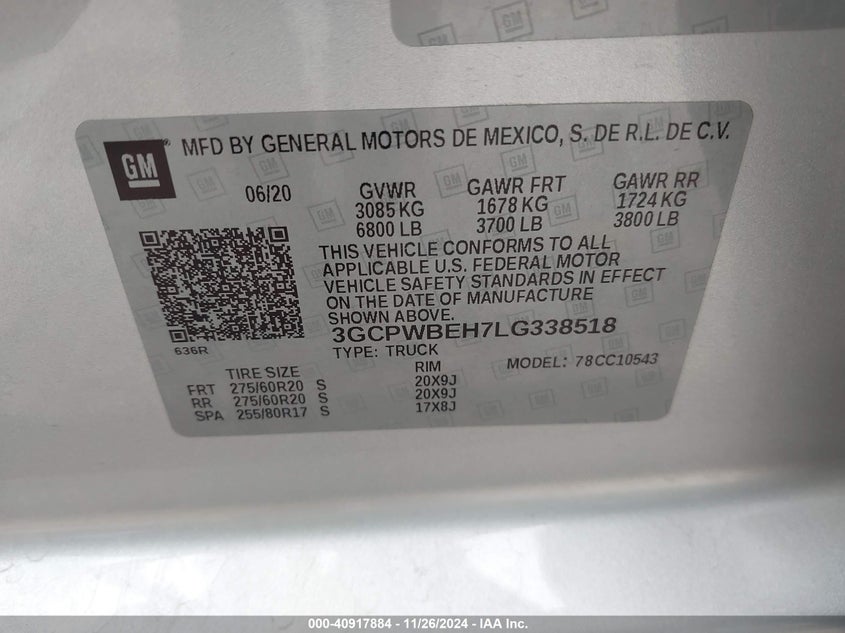 GM
MFD BY GENERAL MOTORS DE MEXICO, S. DE R.L. DE C.V.
06/20 GVWR GAWR FRT GAWR RR
3085 KG 1678 KG 1724 KG
6800 LB 3700 LB 3800 LB
THIS VEHICLE CONFORMS TO ALL
APPLICABLE U.S. FEDERAL MOTOR
VEHICLE SAFETY STANDARDS IN EFFECT
ON THE DATE OF MANUFACTURE
SHOWN ABOVE.
3GCPWBEH7LG338518
636R TYPE: TRUCK MODEL: 78CC10543
TIRE SIZE RIM
FRT 275/60R20 S 20X9J
RR 275/60R20 S 20X9J
SPA 255/80R17 S 17X8J
000-40917884 - 11/26/2024 - IAA Inc.